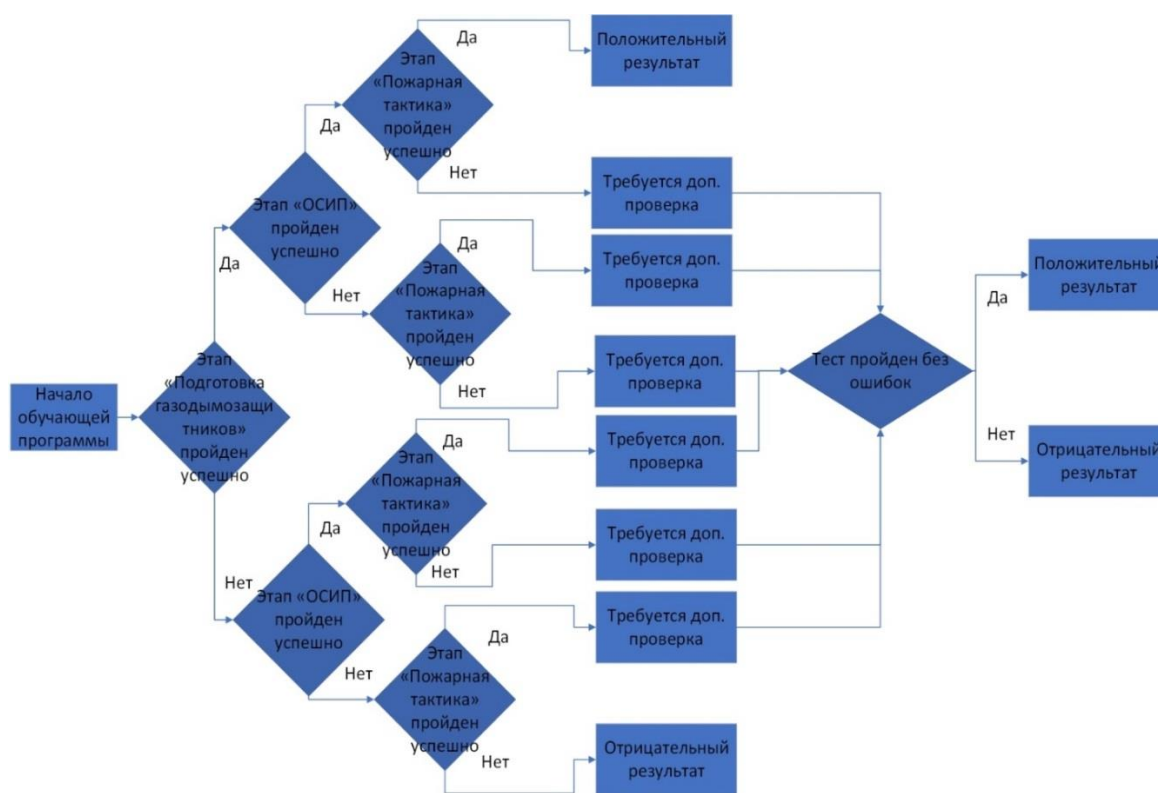 Начало
обучающей
программы
Этап
«Подготовка
газодымозащи
тников»
пройден
успешно
Да
Нет
Этап «ОСИП»
пройден
успешно
Да
Нет
Этап
«Пожарная
тактика»
пройден
успешно
Да
Нет
Положительный
результат
Требуется доп.
проверка
Этап
«Пожарная
тактика»
пройден
успешно
Да
Нет
Требуется доп.
проверка
Требуется доп.
проверка
Этап «ОСИП»
пройден
успешно
Да
Нет
Этап
«Пожарная
тактика»
пройден
успешно
Да
Нет
Требуется доп.
проверка
Требуется доп.
проверка
Этап
«Пожарная
тактика»
пройден
успешно
Да
Нет
Требуется доп.
проверка
Отрицательный
результат
Тест пройден без
ошибок
Да
Нет
Положительный
результат
Отрицательный
результат